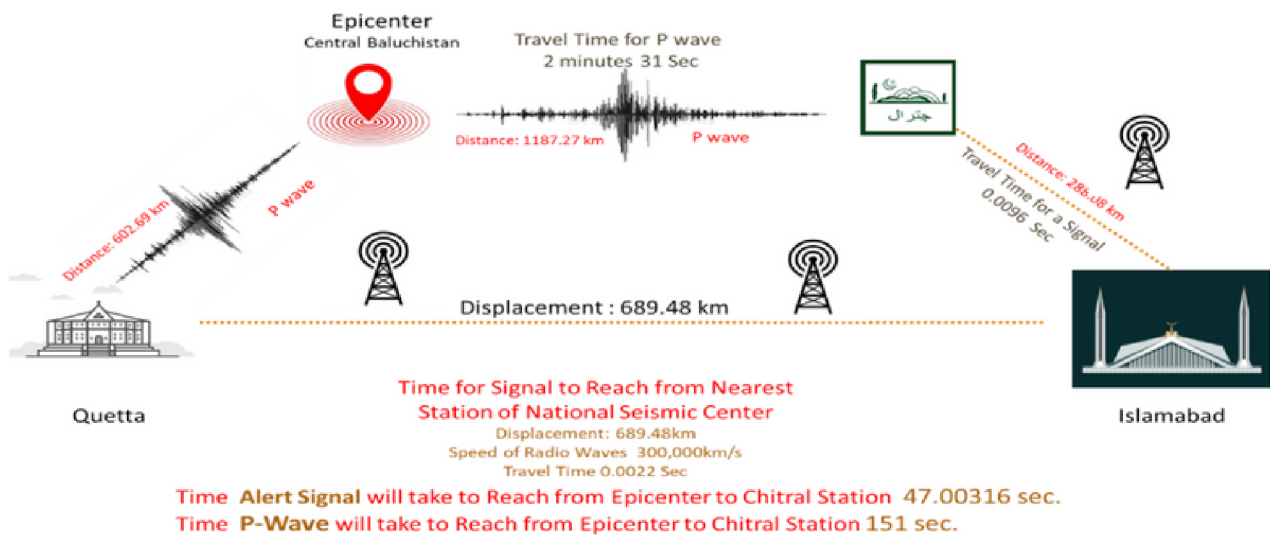 Epicenter
Central Baluchistan
Travel Time for P wave
2 minutes 31 Sec
Distance: 1187.27 km
P wave
چترال
Distance: 286.08 km
Travel Time for a Signal
0.0096 Sec
Distance: 602.69 km
P wave
Displacement : 689.48 km
Quetta
Islamabad
Time for Signal to Reach from Nearest
Station of National Seismic Center
Displacement: 689.48km
Speed of Radio Waves 300,000km/s
Travel Time 0.0022 Sec
Time Alert Signal will take to Reach from Epicenter to Chitral Station 47.00316 sec.
Time P-Wave will take to Reach from Epicenter to Chitral Station 151 sec.